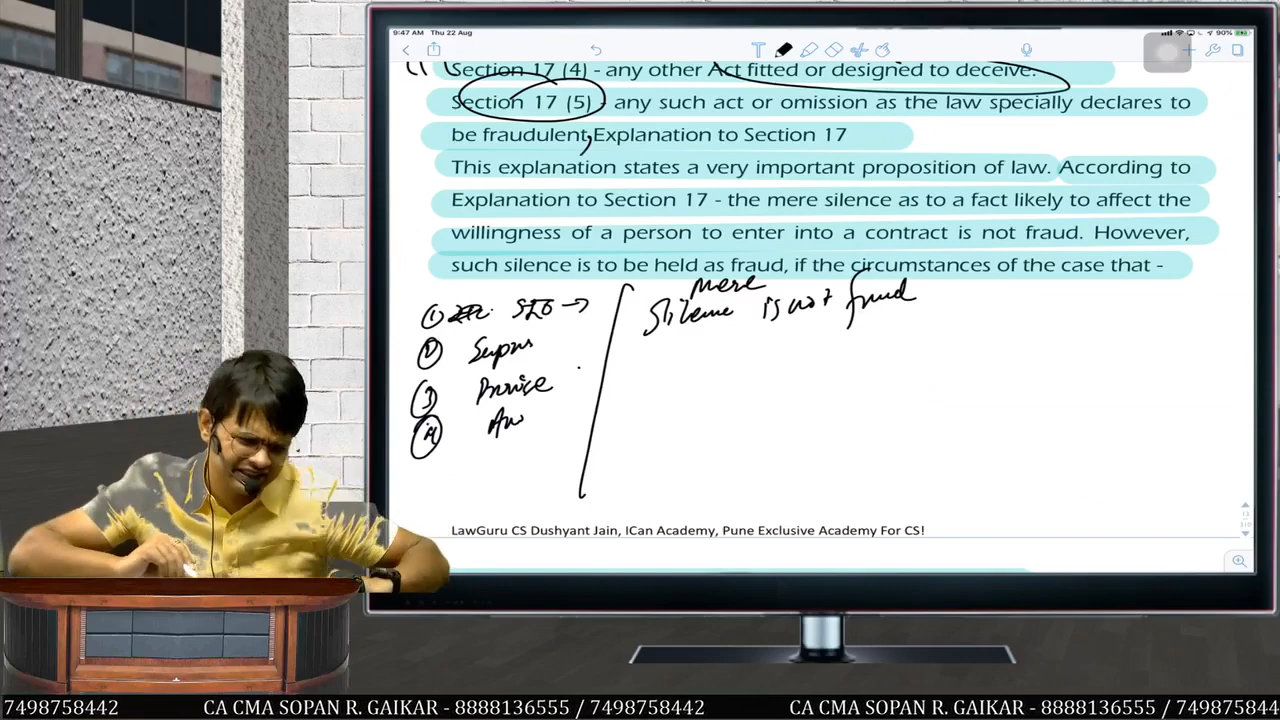 9:47 AM Thu 22 Aug
90%
T
Section 17 (4) - any other Act fitted or designed to deceive.
Section 17 (5) - any such act or omission as the law specially declares to
be fraudulent, Explanation to Section 17
This explanation states a very important proposition of law. According to
Explanation to Section 17 - the mere silence as to a fact likely to affect the
willingness of a person to enter into a contract is not fraud. However,
such silence is to be held as fraud, if the circumstances of the case that -
mere
① →
silence is not fraud
②
③
④
LawGuru CS Dushyant Jain, ICan Academy, Pune Exclusive Academy For CS!
7498758442 CA CMA SOPAN R. GAIKAR - 8888136555 / 7498758442 CA CMA SOPAN R. GAIKAR - 8888136555 / 74987584